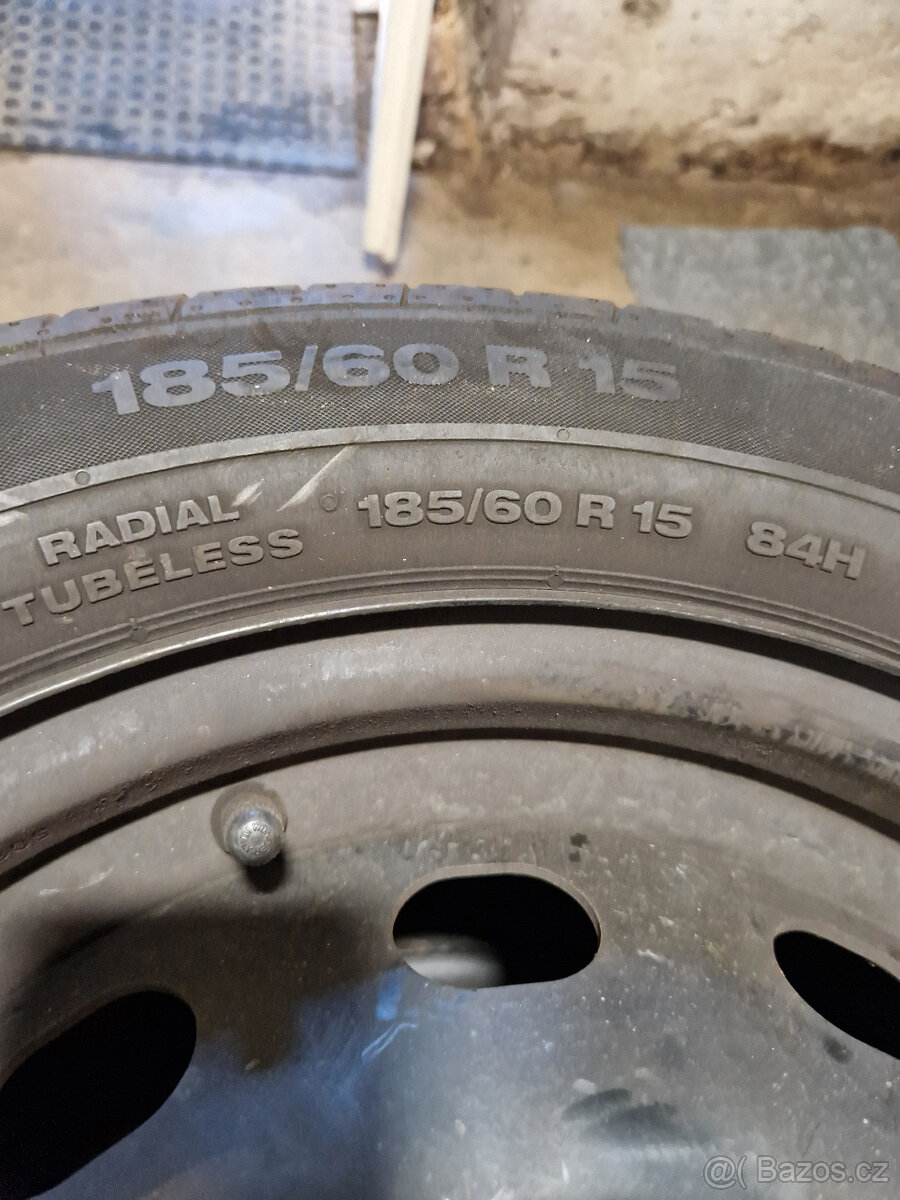 185/60 R 15
RADIAL
TUBELESS
185/60 R 15 84H
@( Bazos.cz